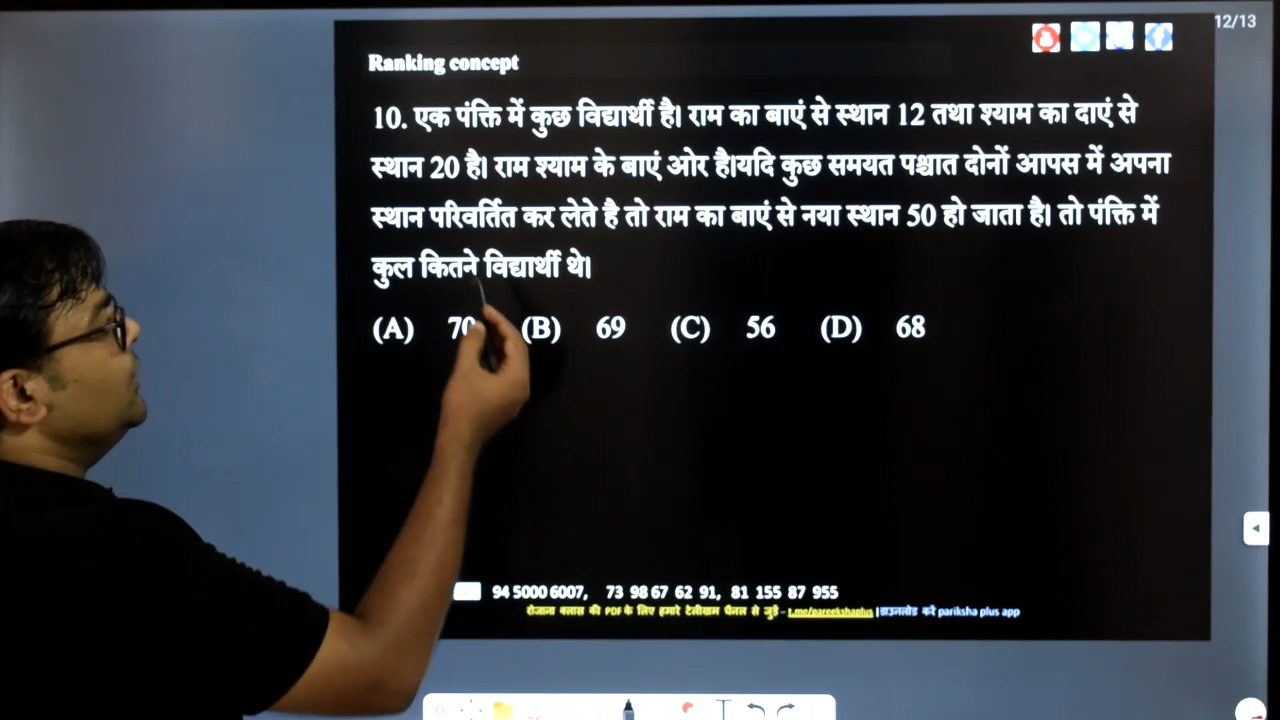 12/13
Ranking concept
10. एक पंक्ति में कुछ विद्यार्थी है। राम का बाएं से स्थान 12 तथा श्याम का दाएं से
स्थान 20 है। राम श्याम के बाएं ओर है।यदि कुछ समयत पश्चात दोनों आपस में अपना
स्थान परिवर्तित कर लेते है तो राम का बाएं से नया स्थान 50 हो जाता है। तो पंक्ति में
कुल कितने विद्यार्थी थे।
(A) 70 (B) 69 (C) 56 (D) 68
94 5000 6007, 73 98 67 62 91, 81 155 87 955
रोजाना क्लास की PDF के लिए हमारे टेलीग्राम चैनल से जुड़ें – t.me/pareekshaplus | डाउनलोड करें pariksha plus app